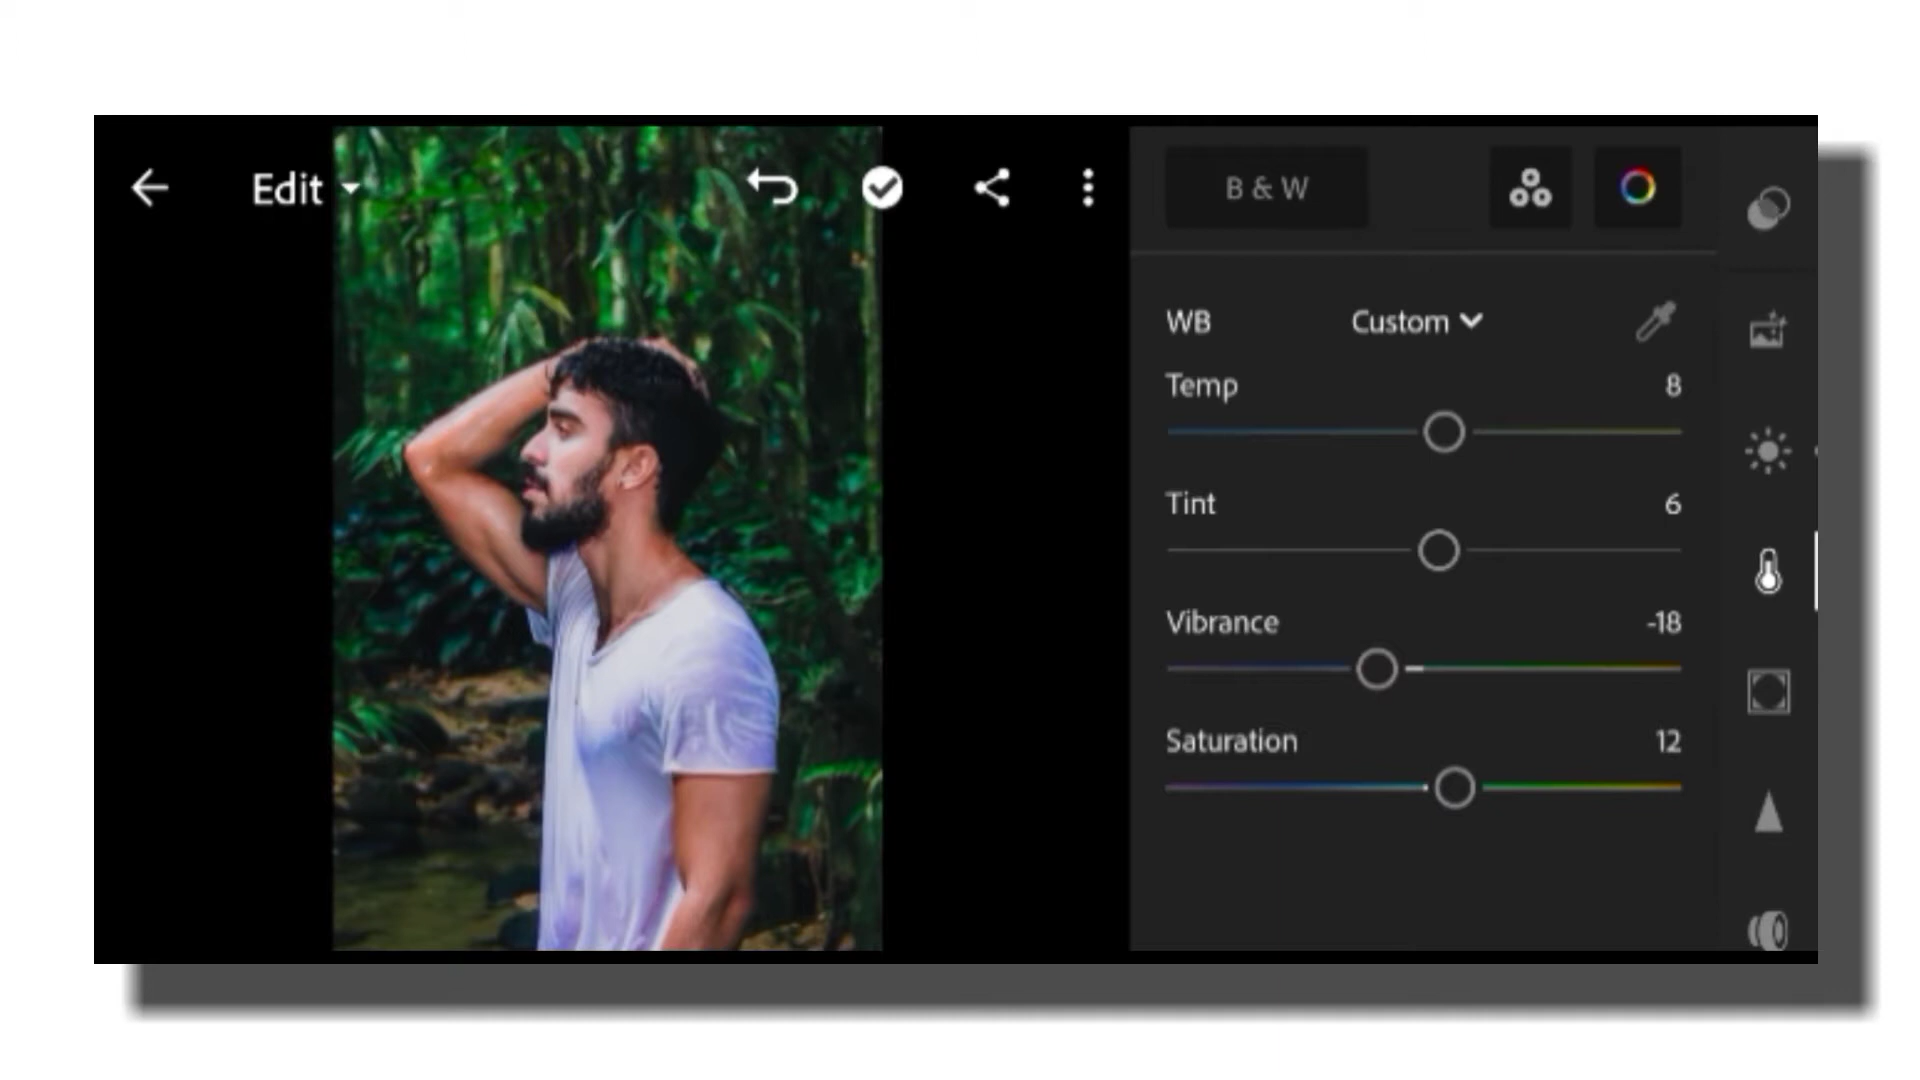 Edit
B & W
WB Custom
Temp 8
Tint 6
Vibrance -18
Saturation 12